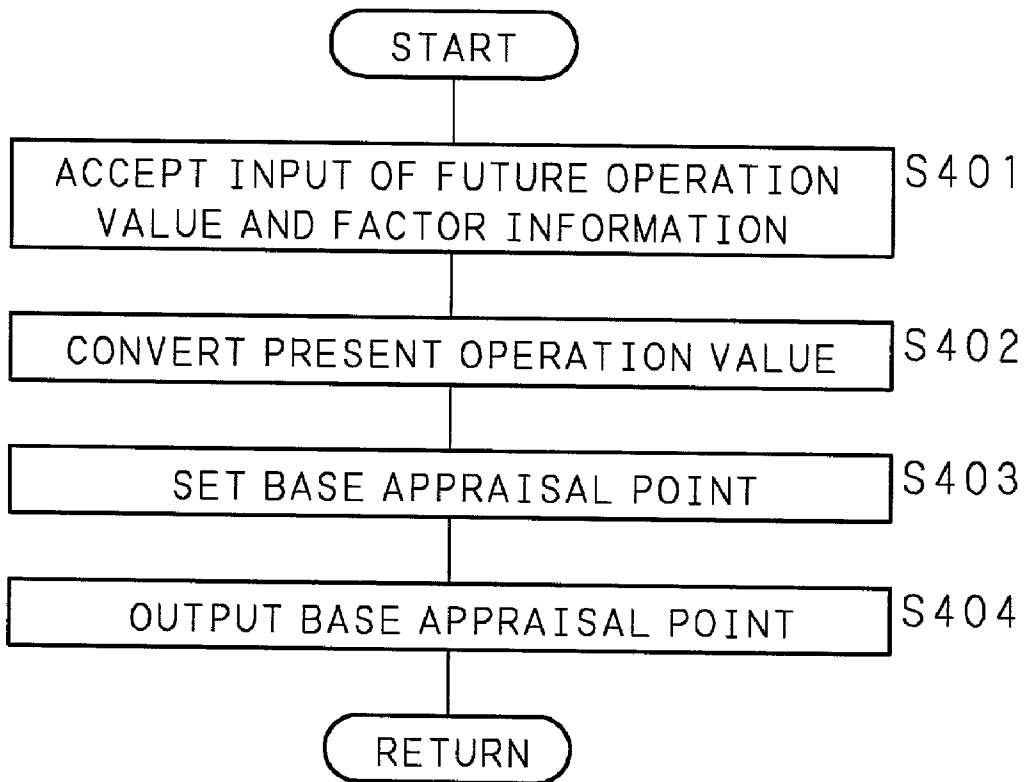 START
ACCEPT INPUT OF FUTURE OPERATION
VALUE AND FACTOR INFORMATION
S401
CONVERT PRESENT OPERATION VALUE
S402
SET BASE APPRAISAL POINT
S403
OUTPUT BASE APPRAISAL POINT
S404
RETURN